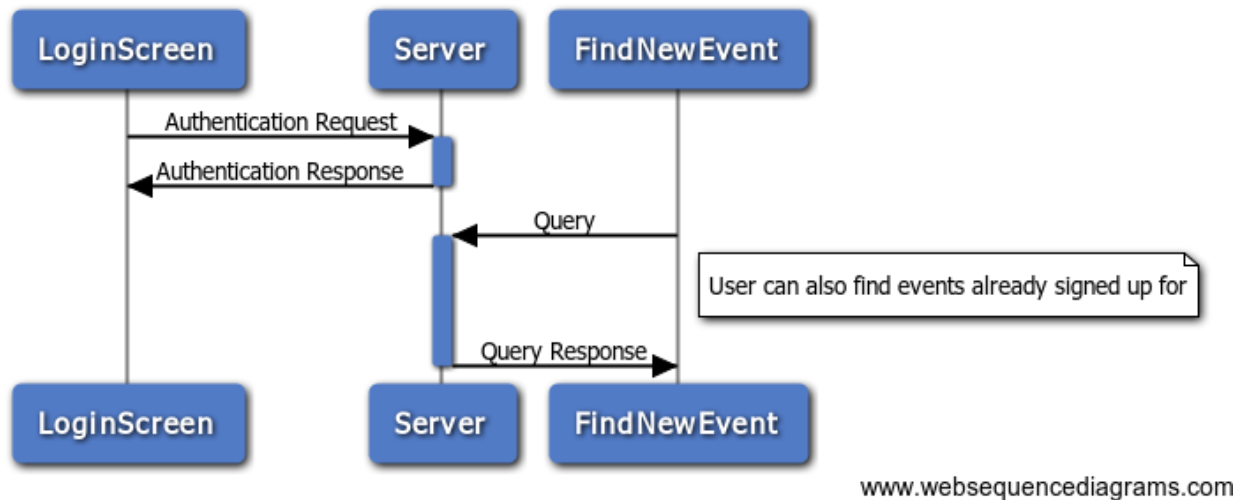 LoginScreen
Server
FindNewEvent
Authentication Request
Authentication Response
Query
User can also find events already signed up for
Query Response
LoginScreen
Server
FindNewEvent
www.websequencediagrams.com